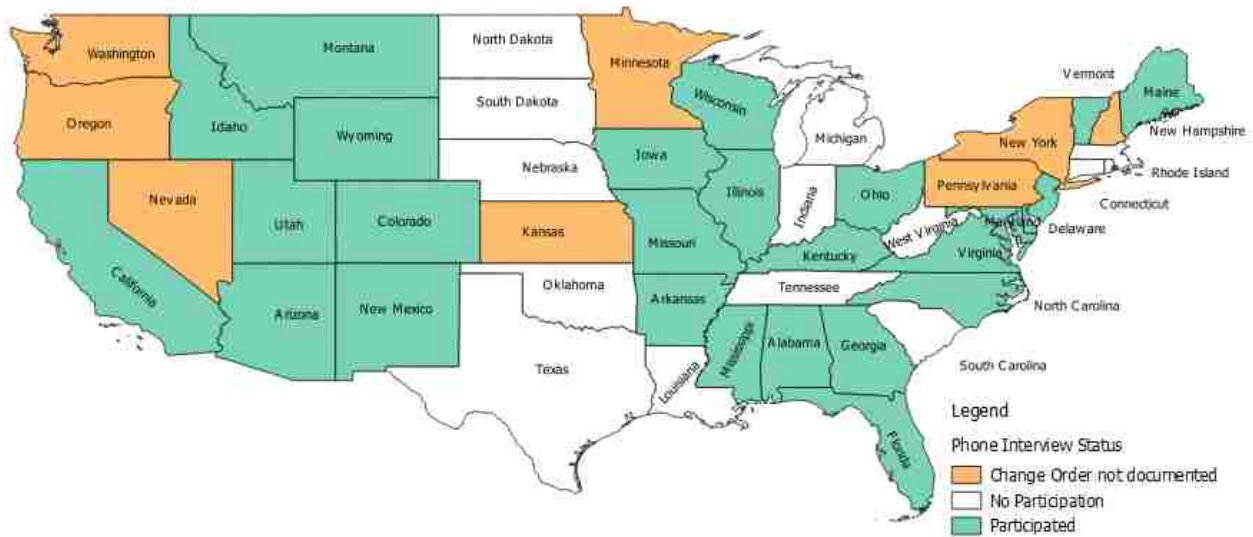 Washington
Montana
North Dakota
Minnesota
Vermont
Maine
Oregon
Idaho
South Dakota
Wisconsin
Michigan
New York
New Hampshire
Wyoming
Nebraska
Iowa
Pennsylvania
Rhode Island
Nevada
Utah
Colorado
Kansas
Missouri
Illinois
Indiana
Ohio
West Virginia
Maryland
Delaware
Connecticut
California
Arizona
New Mexico
Oklahoma
Arkansas
Kentucky
Tennessee
Virginia
North Carolina
Texas
Louisiana
Mississippi
Alabama
Georgia
South Carolina
Florida
Legend
Phone Interview Status
Change Order not documented
No Participation
Participated